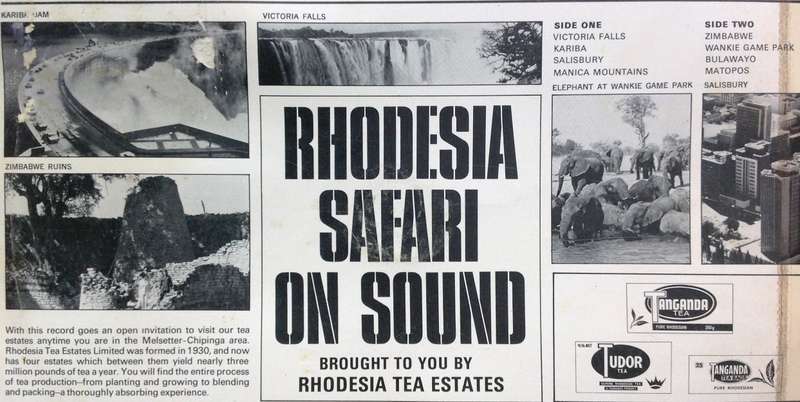 KARIBA DAM
VICTORIA FALLS
SIDE ONE
VICTORIA FALLS
KARIBA
SALISBURY
MANICA MOUNTAINS
SIDE TWO
ZIMBABWE
WANKIE GAME PARK
BULAWAYO
MATOPOS
ELEPHANT AT WANKIE GAME PARK
SALISBURY
ZIMBABWE RUINS
RHODESIA
SAFARI
ON SOUND
BROUGHT TO YOU BY
RHODESIA TEA ESTATES
With this record goes an open invitation to visit our tea
estates anytime you are in the Melsetter-Chipinga area.
Rhodesia Tea Estates Limited was formed in 1930, and now
has four estates which between them yield nearly three
million pounds of tea a year. You will find the entire process
of tea production—from planting and growing to blending
and packing—a thoroughly absorbing experience.
TANGANDA
TEA
PURE RHODESIAN
TUDOR
TEA
25
TANGANDA
TEA BAGS
PURE RHODESIAN